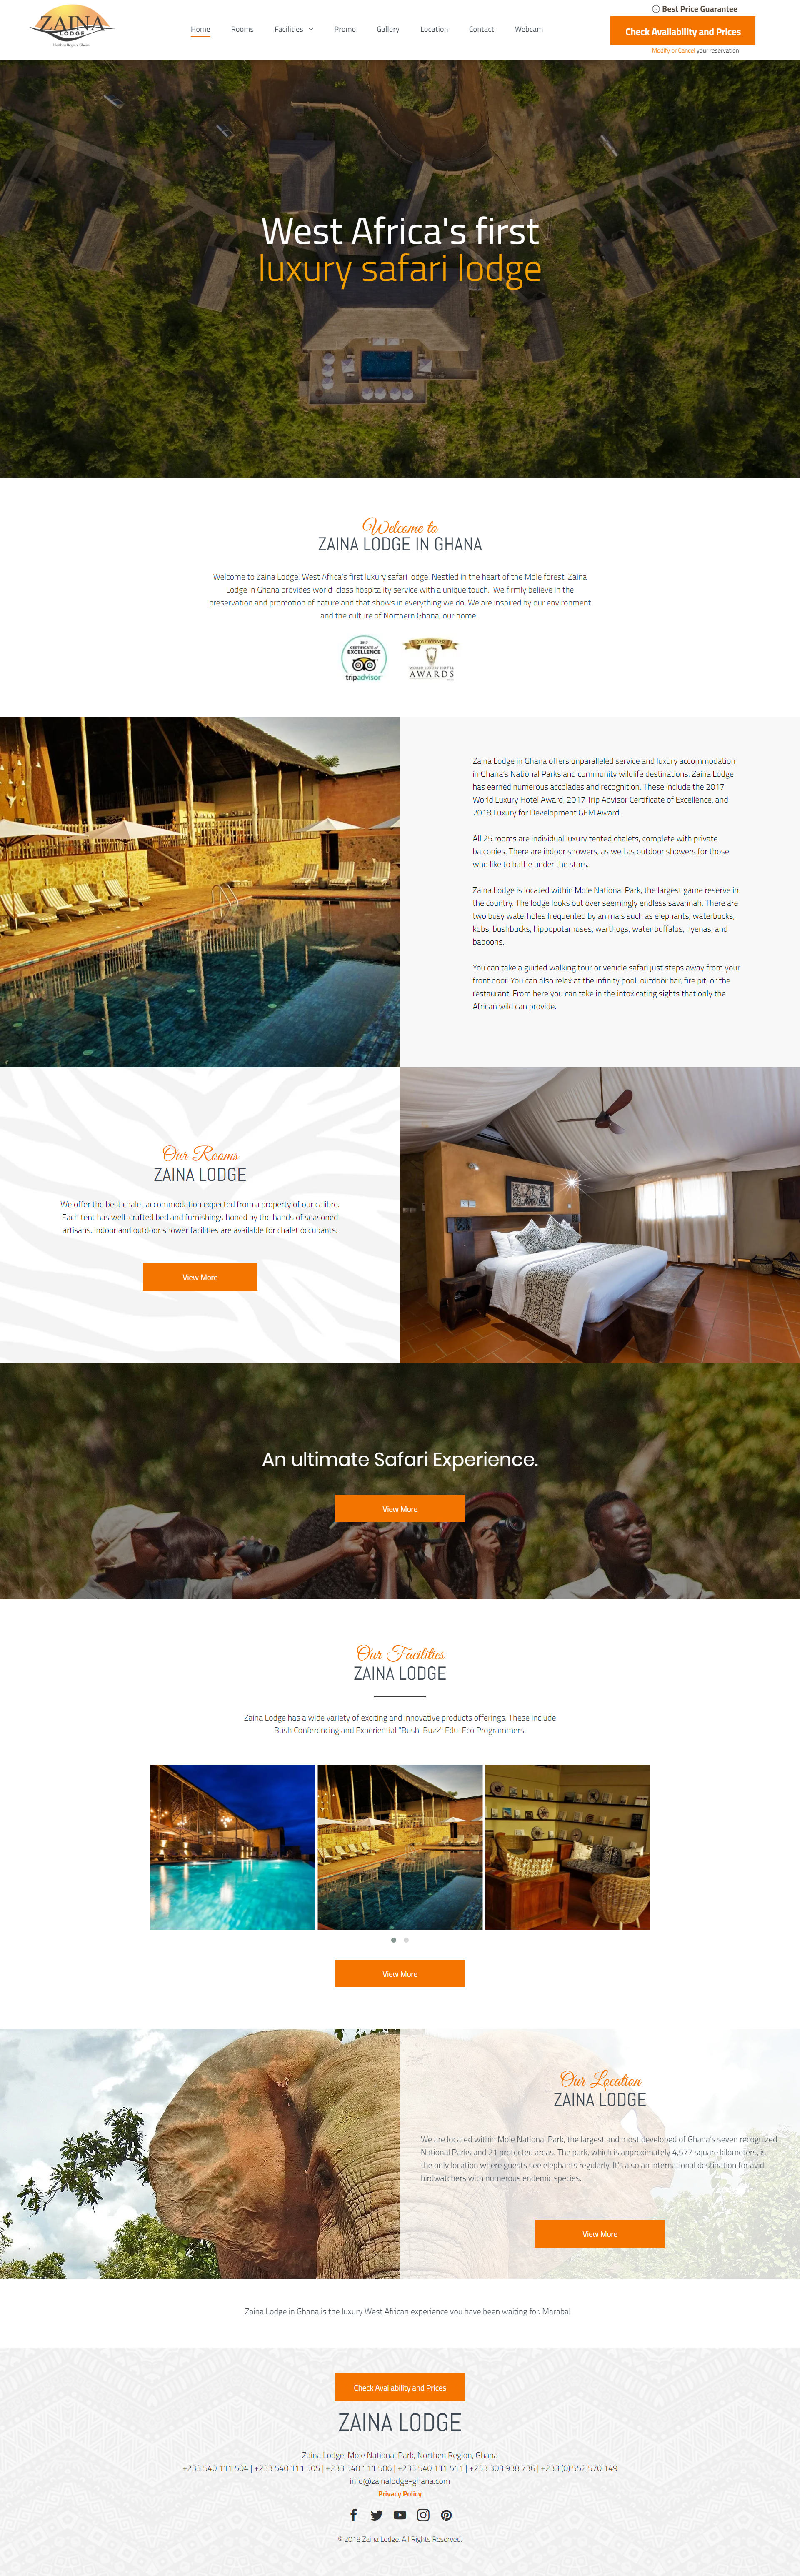 ZAINA
LODGE
Northern Region, Ghana
Home Rooms Facilities Promo Gallery Location Contact Webcam
Best Price Guarantee
Check Availability and Prices
Modify or Cancel your reservation
West Africa's first
luxury safari lodge
Welcome to
ZAINA LODGE IN GHANA
Welcome to Zaina Lodge, West Africa's first luxury safari lodge. Nestled in the heart of the Mole forest, Zaina
Lodge in Ghana provides world-class hospitality service with a unique touch. We firmly believe in the
preservation and promotion of nature and that shows in everything we do. We are inspired by our environment
and the culture of Northern Ghana, our home.
2017
CERTIFICATE of
EXCELLENCE
tripadvisor
2017 WINNER
WORLD LUXURY HOTEL
AWARDS
Zaina Lodge in Ghana offers unparalleled service and luxury accommodation
in Ghana's National Parks and community wildlife destinations. Zaina Lodge
has earned numerous accolades and recognition. These include the 2017
World Luxury Hotel Award, 2017 Trip Advisor Certificate of Excellence, and
2018 Luxury for Development GEM Award.
All 25 rooms are individual luxury tented chalets, complete with private
balconies. There are indoor showers, as well as outdoor showers for those
who like to bathe under the stars.
Zaina Lodge is located within Mole National Park, the largest game reserve in
the country. The lodge looks out over seemingly endless savannah. There are
two busy waterholes frequented by animals such as elephants, waterbucks,
kobs, bushbucks, hippopotamuses, warthogs, water buffalos, hyenas, and
baboons.
You can take a guided walking tour or vehicle safari just steps away from your
front door. You can also relax at the infinity pool, outdoor bar, fire pit, or the
restaurant. From here you can take in the intoxicating sights that only the
African wild can provide.
Our Rooms
ZAINA LODGE
We offer the best chalet accommodation expected from a property of our calibre.
Each tent has well-crafted bed and furnishings honed by the hands of seasoned
artisans. Indoor and outdoor shower facilities are available for chalet occupants.
View More
An ultimate Safari Experience.
View More
Our Facilities
ZAINA LODGE
Zaina Lodge has a wide variety of exciting and innovative products offerings. These include
Bush Conferencing and Experiential "Bush-Buzz" Edu-Eco Programmers.
View More
Our Location
ZAINA LODGE
We are located within Mole National Park, the largest and most developed of Ghana's seven recognized
National Parks and 21 protected areas. The park, which is approximately 4,577 square kilometers, is
the only location where guests see elephants regularly. It's also an international destination for avid
birdwatchers with numerous endemic species.
View More
Zaina Lodge in Ghana is the luxury West African experience you have been waiting for. Maraba!
Check Availability and Prices
ZAINA LODGE
Zaina Lodge, Mole National Park, Northen Region, Ghana
+233 540 111 504 | +233 540 111 505 | +233 540 111 506 | +233 540 111 511 | +233 303 938 736 | +233 (0) 552 570 149
info@zainalodge-ghana.com
Privacy Policy
© 2018 Zaina Lodge. All Rights Reserved.